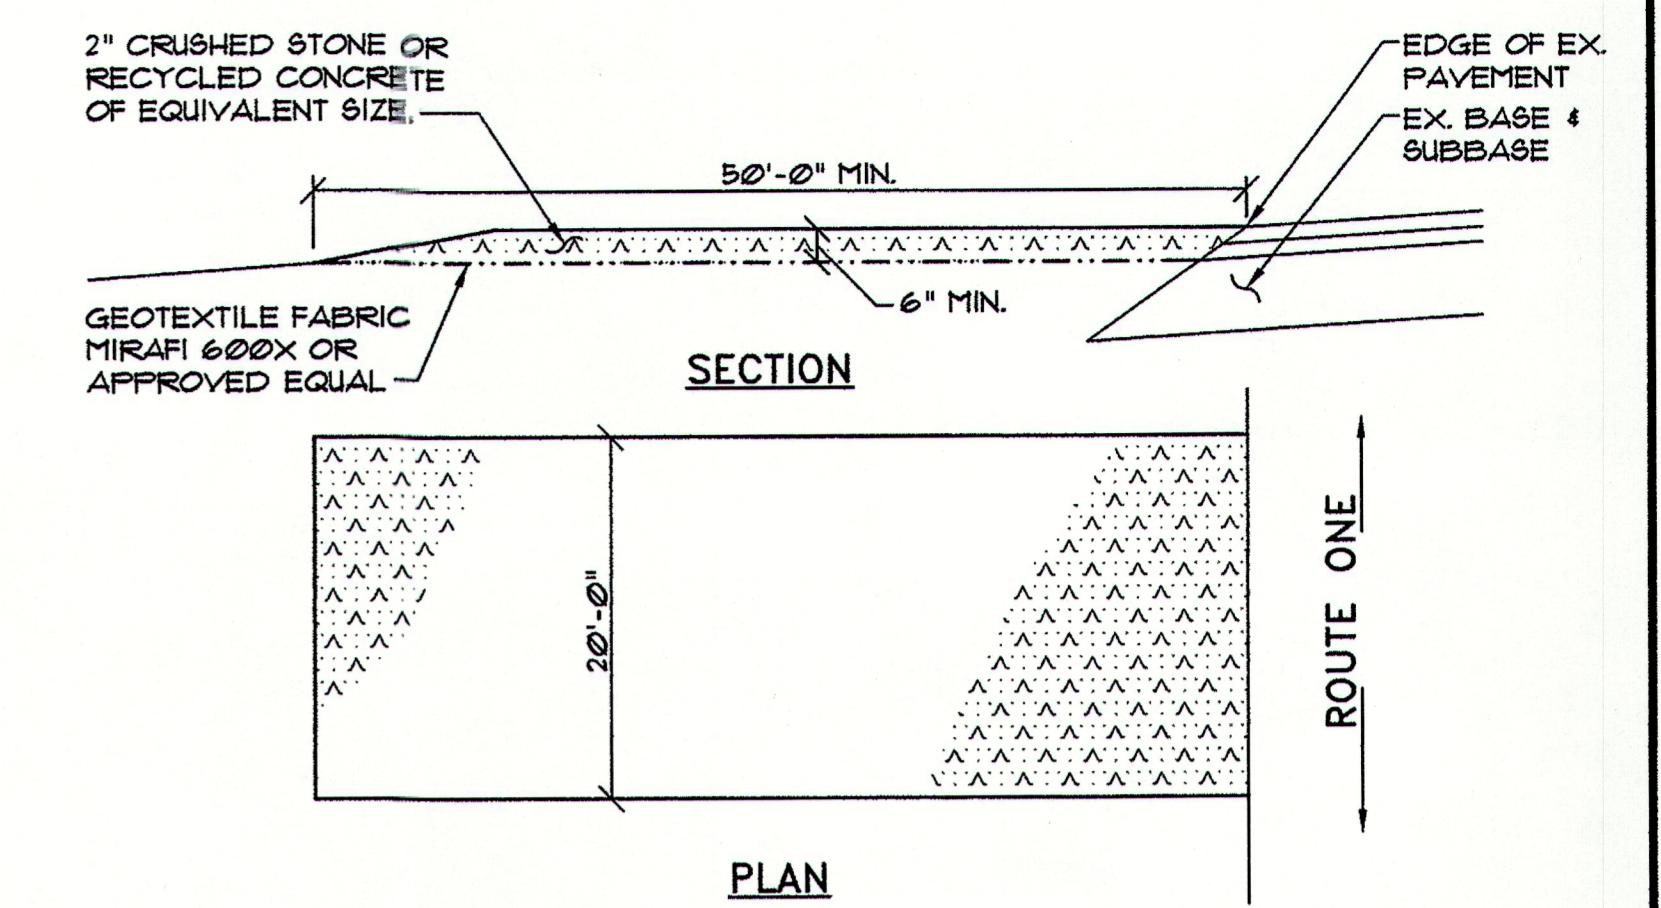 2" CRUSHED STONE OR
RECYCLED CONCRETE
OF EQUIVALENT SIZE.
EDGE OF EX.
PAVEMENT
EX. BASE &
SUBBASE
50'-0" MIN.
6" MIN.
GEOTEXTILE FABRIC
MIRAFI 600X OR
APPROVED EQUAL
SECTION
20'-0"
ROUTE ONE
PLAN